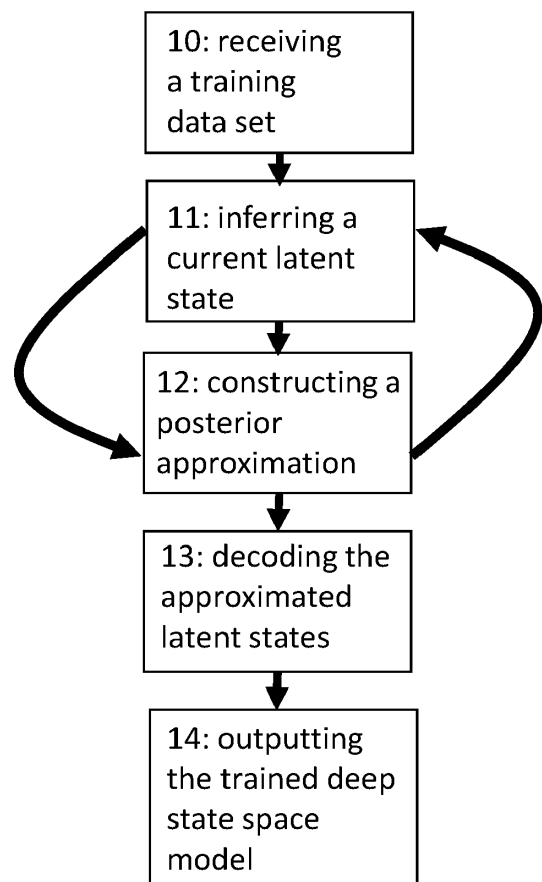 10: receiving
a training
data set
11: inferring a
current latent
state
12: constructing a
posterior
approximation
13: decoding the
approximated
latent states
14: outputting
the trained deep
state space
model